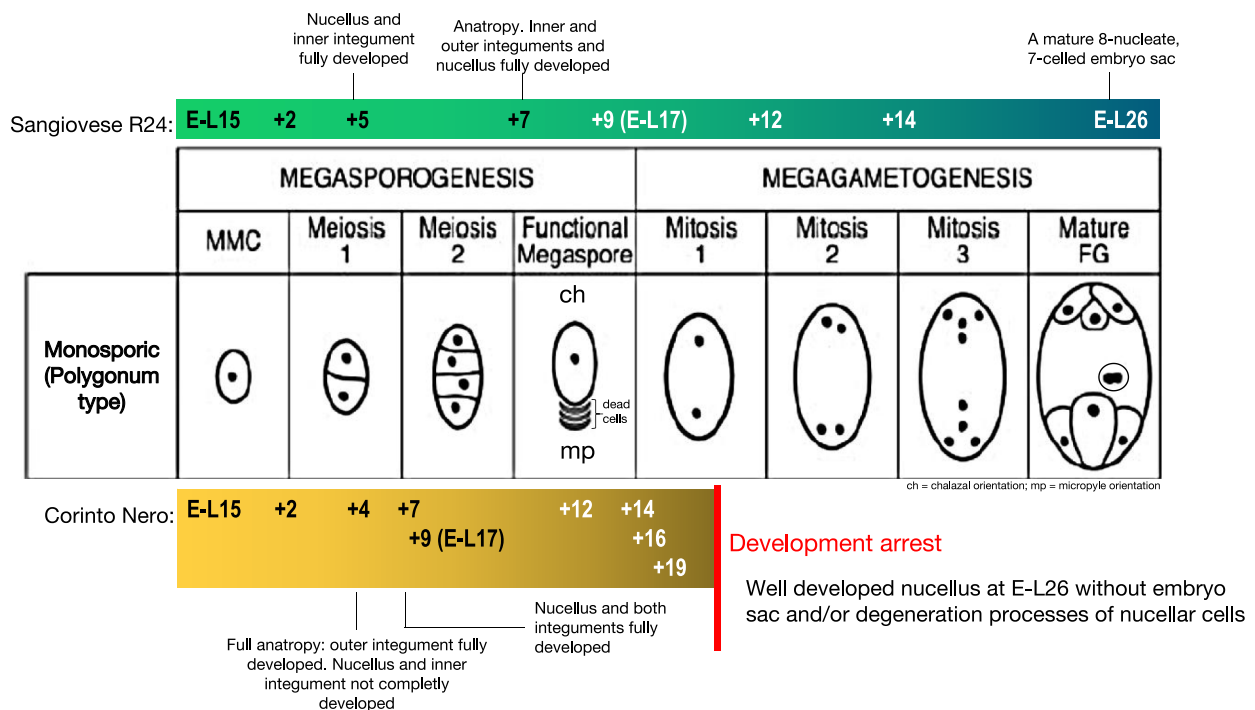 Nucellus and
inner integument
fully developed
Anatropy. Inner and
outer integuments and
nucellus fully developed
A mature 8-nucleate,
7-celled embryo sac
Sangiovese R24: E-L15 +2 +5 +7 +9 (E-L17) +12 +14 E-L26
MEGASPOROGENESIS MEGAGAMETOGENESIS
MMC
Meiosis
1
Meiosis
2
Functional
Megaspore
Mitosis
1
Mitosis
2
Mitosis
3
Mature
FG
Monosporic
(Polygonum
type)
ch
dead
cells
mp
ch = chalazal orientation; mp = micropyle orientation
Corinto Nero: E-L15 +2 +4 +7 +12 +14
+9 (E-L17) +16
+19
Development arrest
Well developed nucellus at E-L26 without embryo
sac and/or degeneration processes of nucellar cells
Nucellus and both
integuments fully
developed
Full anatropy: outer integument fully
developed. Nucellus and inner
integument not completly
developed